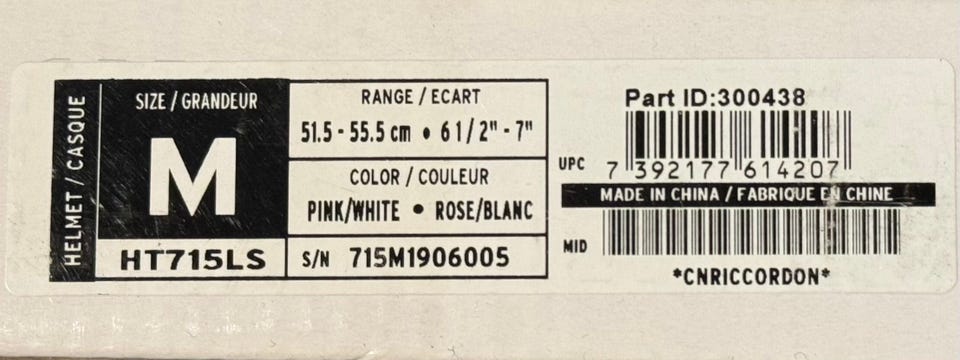 HELMET / CASQUE
SIZE / GRANDEUR
M
HT715LS
RANGE / ECART
51.5 - 55.5 cm • 6 1/2" - 7"
COLOR / COULEUR
PINK/WHITE • ROSE/BLANC
S/N 715M1906005
Part ID:300438
UPC 7 392177 614207
MADE IN CHINA / FABRIQUE EN CHINE
MID
*CNRICCORDON*